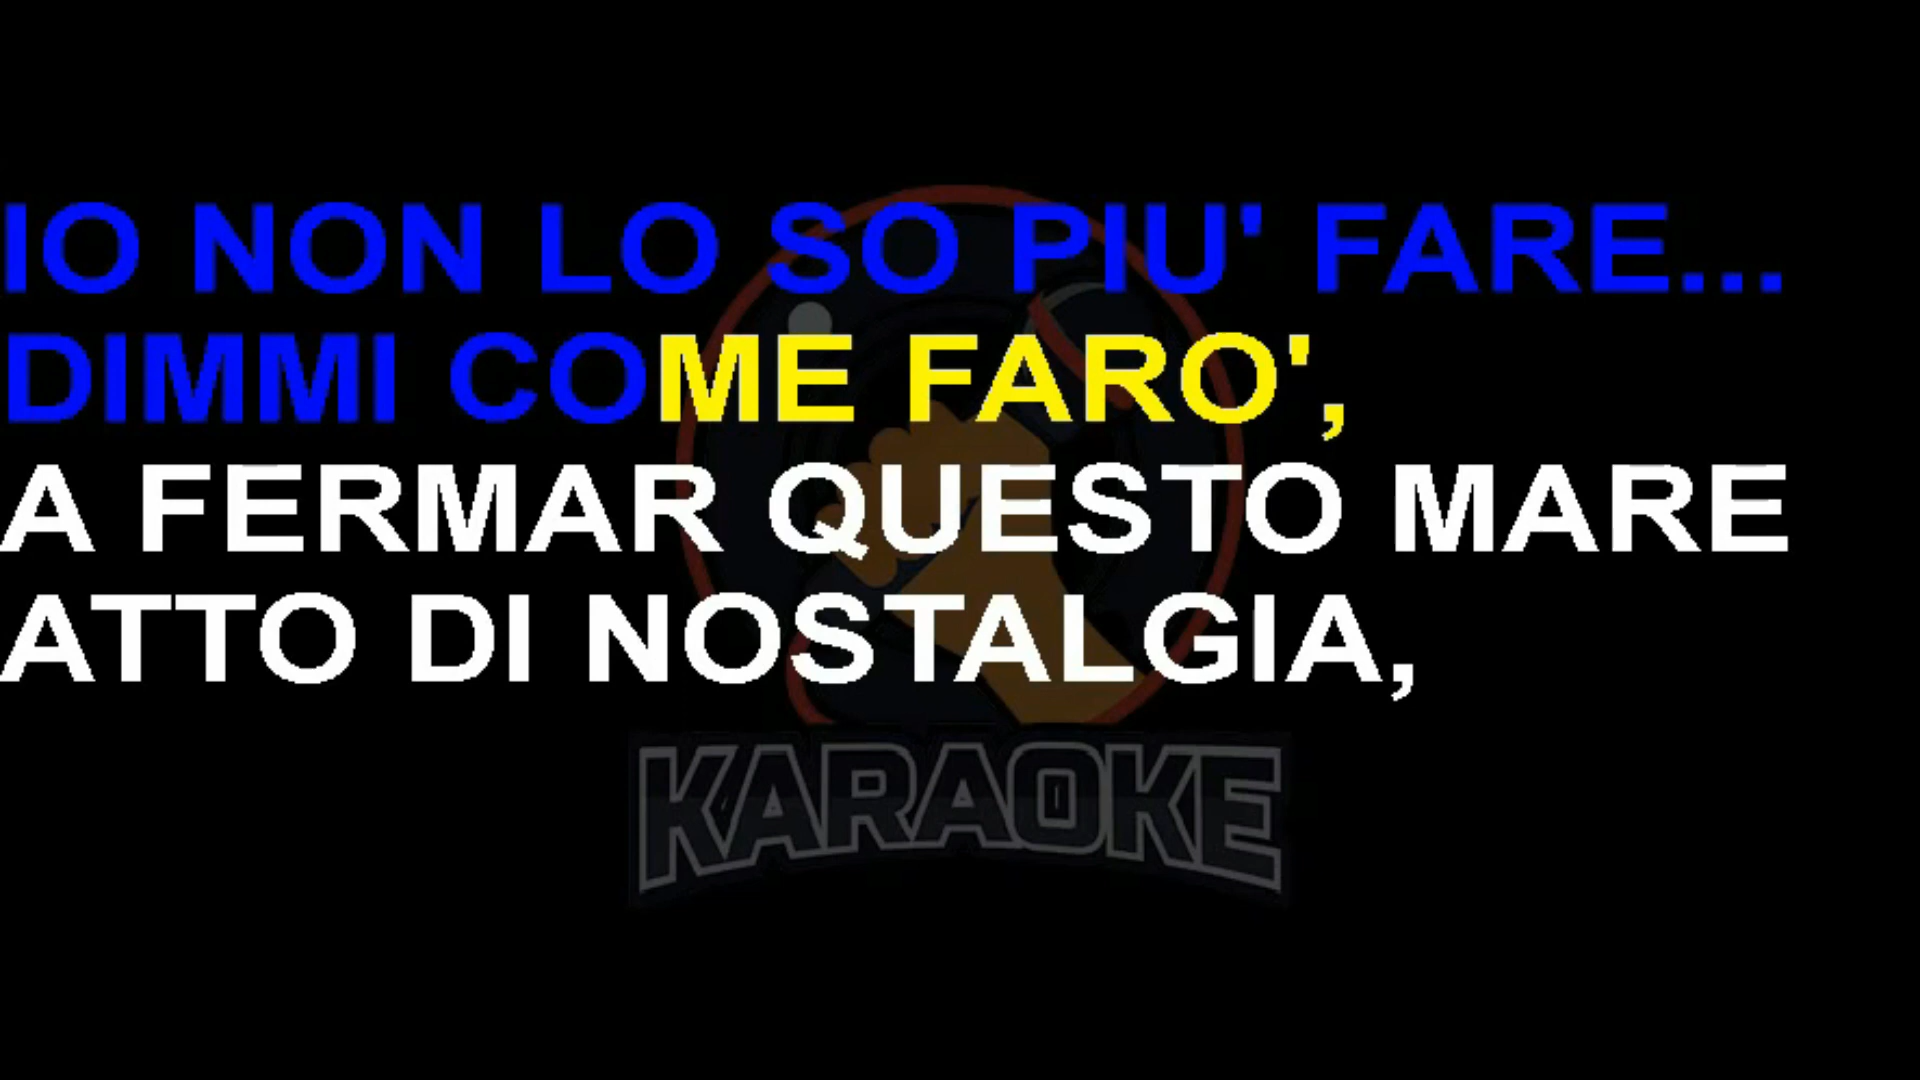 IO NON LO SO PIU' FARE...
DIMMI COME FARO',
A FERMAR QUESTO MARE
ATTO DI NOSTALGIA,
KARAOKE